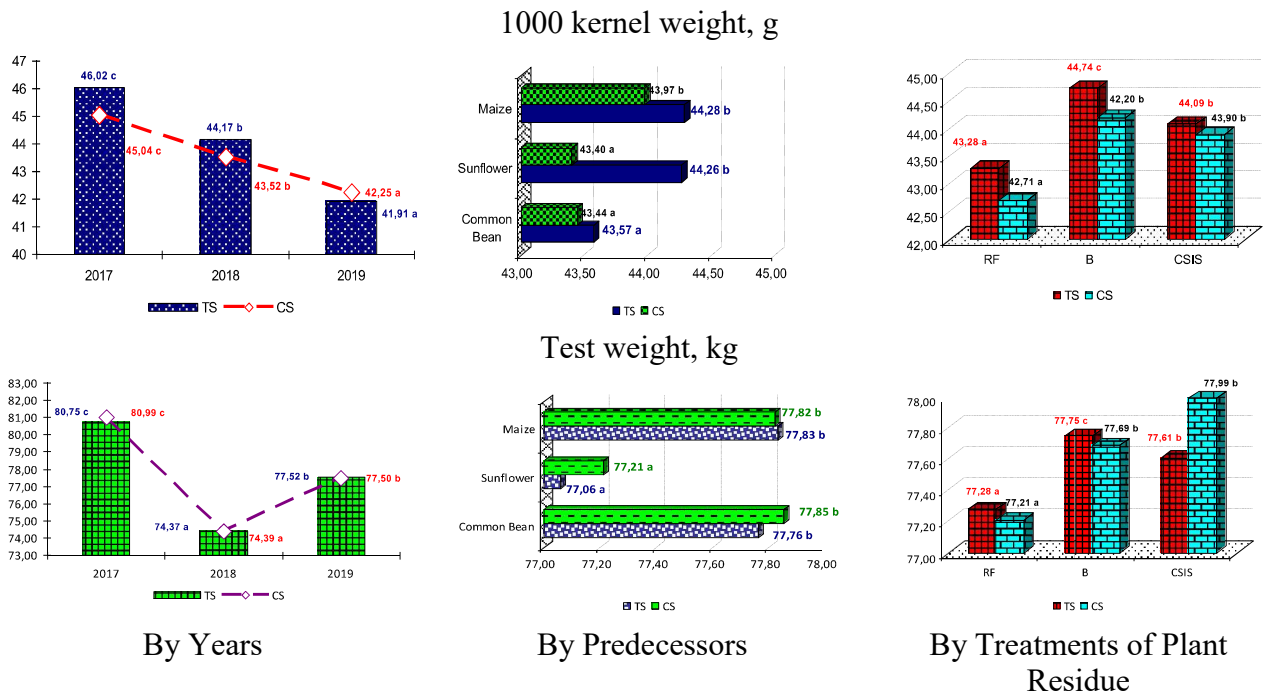 1000 kernel weight, g
47
46
45
44
43
42
41
40
46,02 c
45,04 c
44,17 b
43,52 b
42,25 a
41,91 a
2017 2018 2019
TS CS
Maize
Sunflower
Common
Bean
43,97 b
44,28 b
43,40 a
44,26 b
43,44 a
43,57 a
43,00 43,50 44,00 44,50 45,00
TS CS
45,00
44,50
44,00
43,50
43,00
42,50
42,00
43,28 a
42,71 a
44,74 c
42,20 b
44,09 b
43,90 b
RF B CSIS
TS CS
Test weight, kg
83,00
82,00
81,00
80,00
79,00
78,00
77,00
76,00
75,00
74,00
73,00
80,75 c
80,99 c
74,37 a
74,39 a
77,52 b
77,50 b
2017 2018 2019
TS CS
Maize
Sunflower
Common Bean
77,82 b
77,83 b
77,21 a
77,06 a
77,85 b
77,76 b
77,00 77,20 77,40 77,60 77,80 78,00
TS CS
78,00
77,80
77,60
77,40
77,20
77,00
77,28 a
77,21 a
77,75 c
77,69 b
77,61 b
77,99 b
RF B CSIS
TS CS
By Years
By Predecessors
By Treatments of Plant
Residue